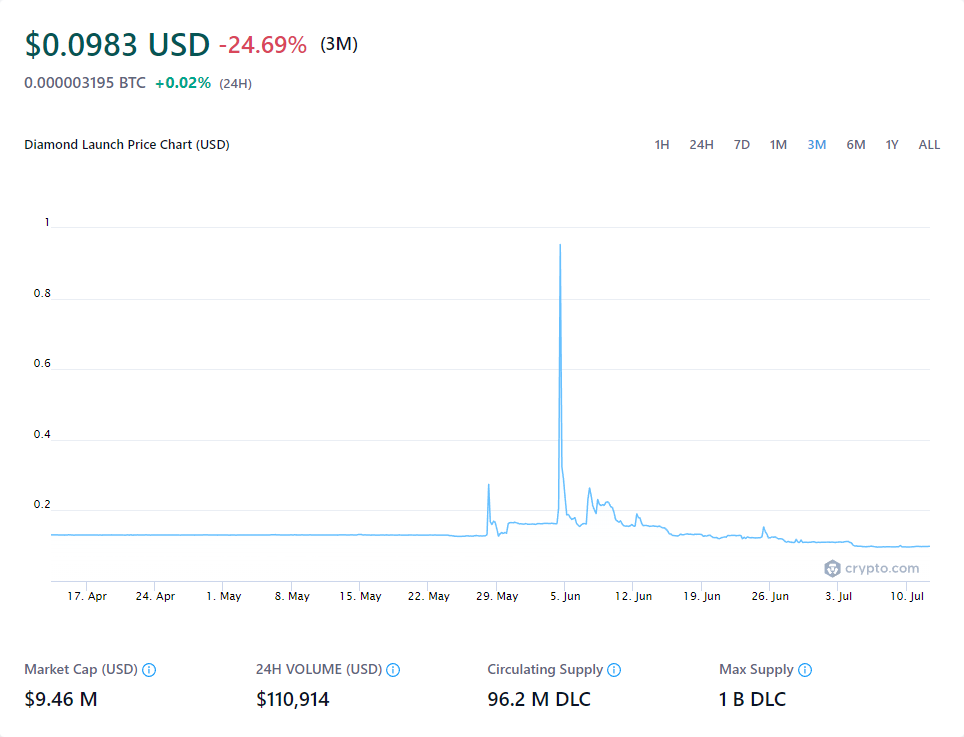 $0.0983 USD -24.69% (3M)
0.000003195 BTC +0.02% (24H)
Diamond Launch Price Chart (USD)
1H 24H 7D 1M 3M 6M 1Y ALL
1
0.8
0.6
0.4
0.2
crypto.com
17. Apr 24. Apr 1. May 8. May 15. May 22. May 29. May 5. Jun 12. Jun 19. Jun 26. Jun 3. Jul 10. Jul
Market Cap (USD) 24H VOLUME (USD) Circulating Supply Max Supply
$9.46 M $110,914 96.2 M DLC 1 B DLC